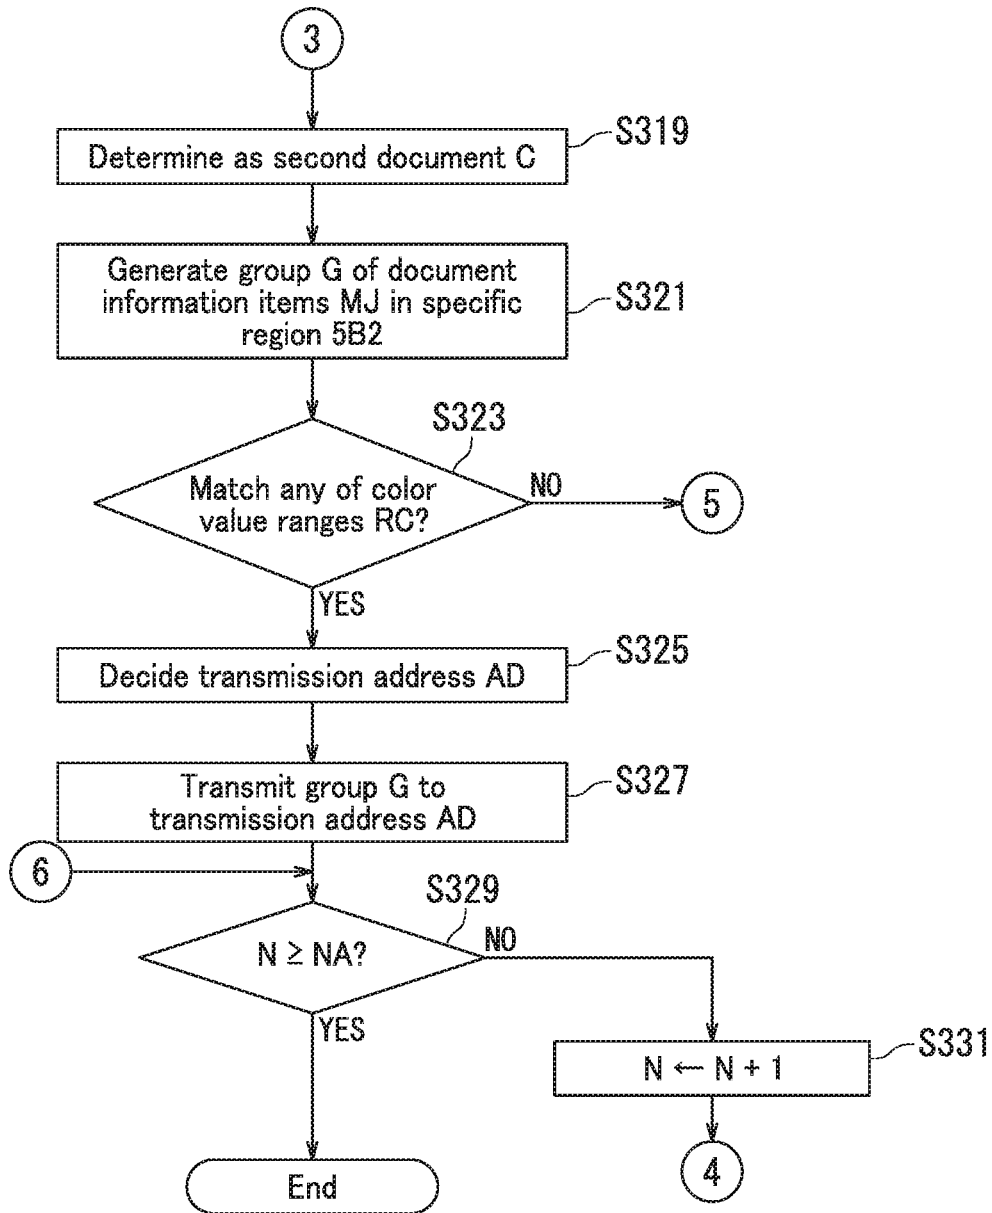 3
Determine as second document C
S319
Generate group G of document
information items MJ in specific
region 5B2
S321
S323
Match any of color
value ranges RC?
NO
5
YES
Decide transmission address AD
S325
Transmit group G to
transmission address AD
S327
6
S329
N ≥ NA?
NO
YES
N ← N + 1
S331
End
4